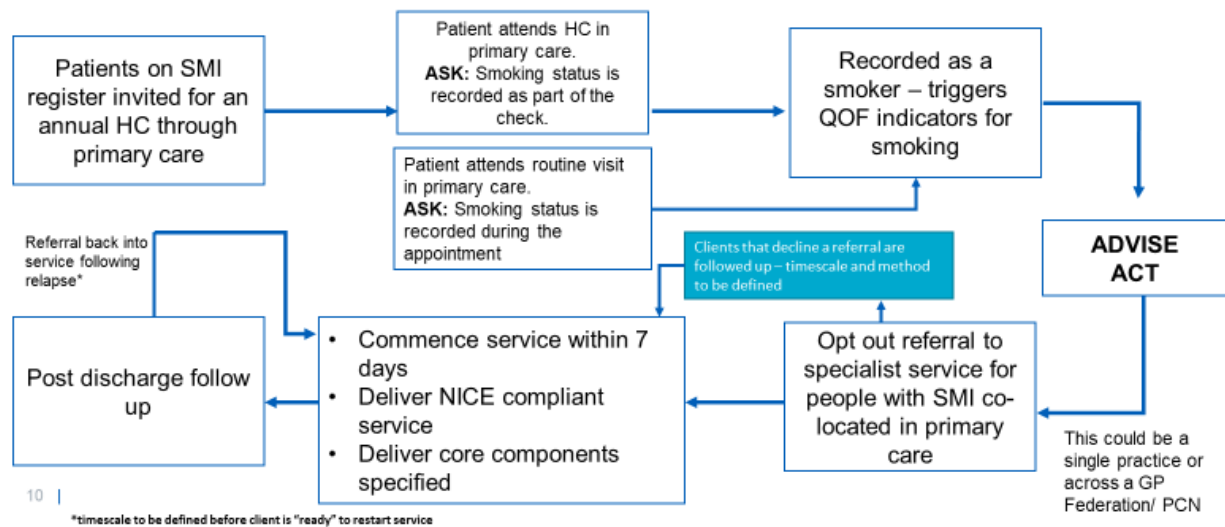 Patients on SMI
register invited for an
annual HC through
primary care
Patient attends HC in
primary care.
ASK: Smoking status is
recorded as part of the
check.
Patient attends routine visit
in primary care.
ASK: Smoking status is
recorded during the
appointment
Recorded as a
smoker – triggers
QOF indicators for
smoking
ADVISE
ACT
This could be a
single practice or
across a GP
Federation/ PCN
Opt out referral to
specialist service for
people with SMI co-
located in primary
care
Clients that decline a referral are
followed up – timescale and method
to be defined
• Commence service within 7
days
• Deliver NICE compliant
service
• Deliver core components
specified
Post discharge follow
up
Referral back into
service following
relapse*
10 |
*timescale to be defined before client is "ready" to restart service